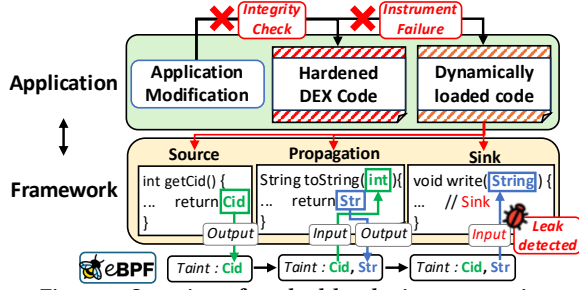 Integrity
Check
Instrument
Failure
Application
Application
Modification
Hardened
DEX Code
Dynamically
loaded code
Source
Propagation
Sink
Framework
int getCid() {
... return Cid
}
String toString(int){
... return Str
}
void write(String) {
... // Sink
}
Output
Input
Output
Input
Leak
detected
eBPF
Taint : Cid
Taint : Cid, Str
Taint : Cid, Str